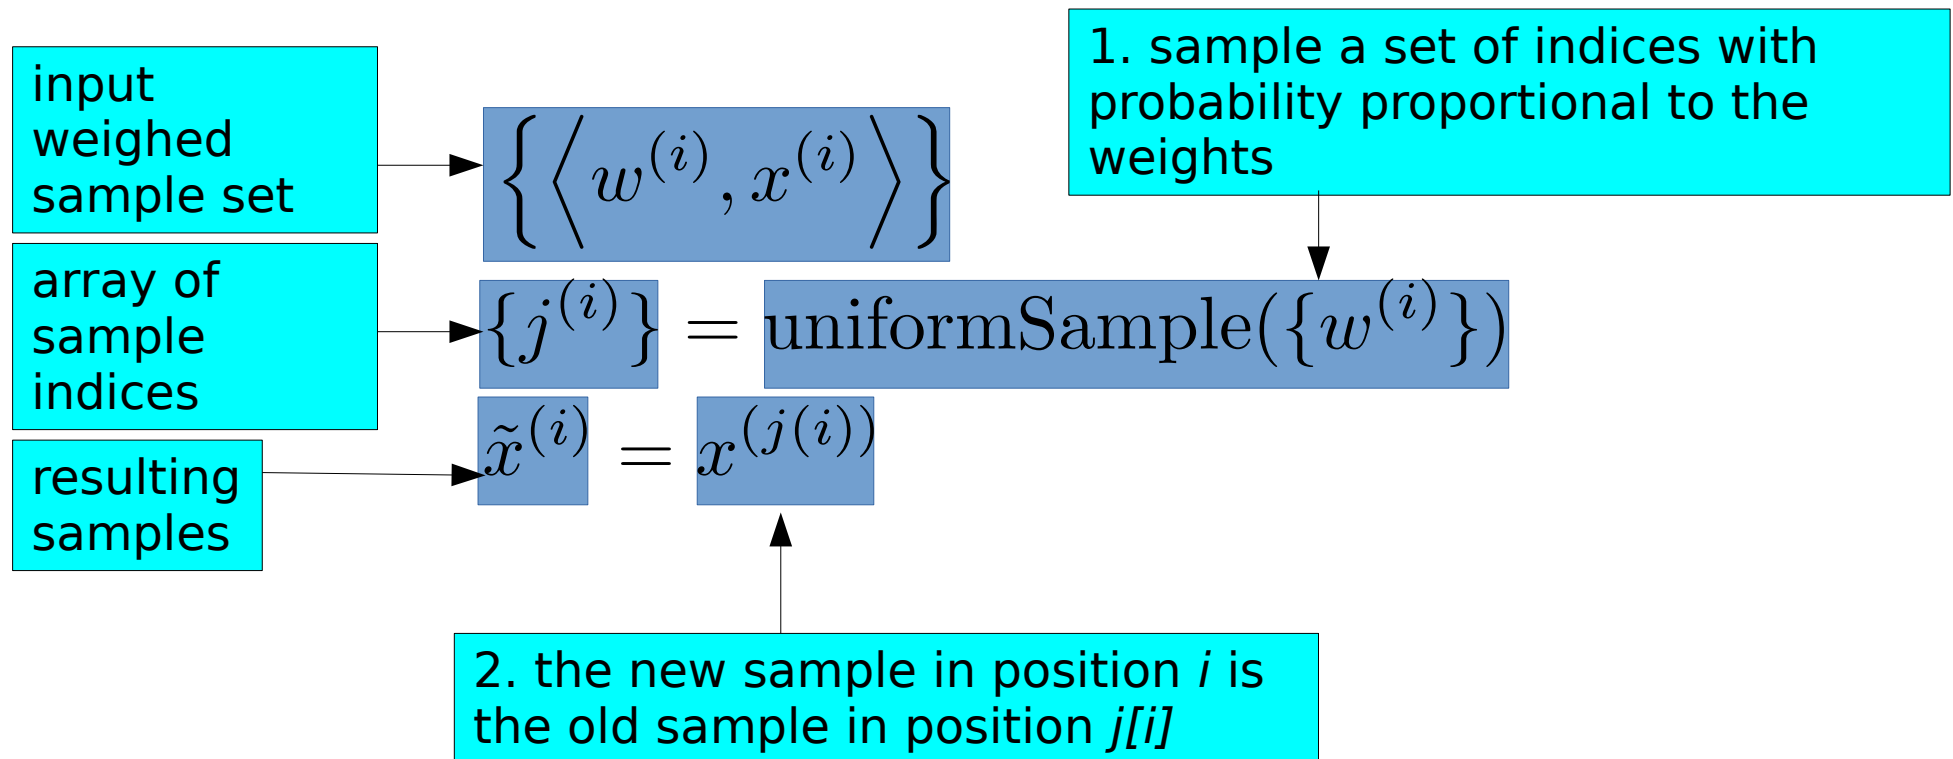 input
weighed
sample set
{⟨w^{(i)}, x^{(i)}⟩}
1. sample a set of indices with
probability proportional to the
weights
array of
sample
indices
{j^{(i)}} = uniformSample({w^{(i)}})
resulting
samples
x̃^{(i)} = x^{(j(i))}
2. the new sample in position i is
the old sample in position j[i]